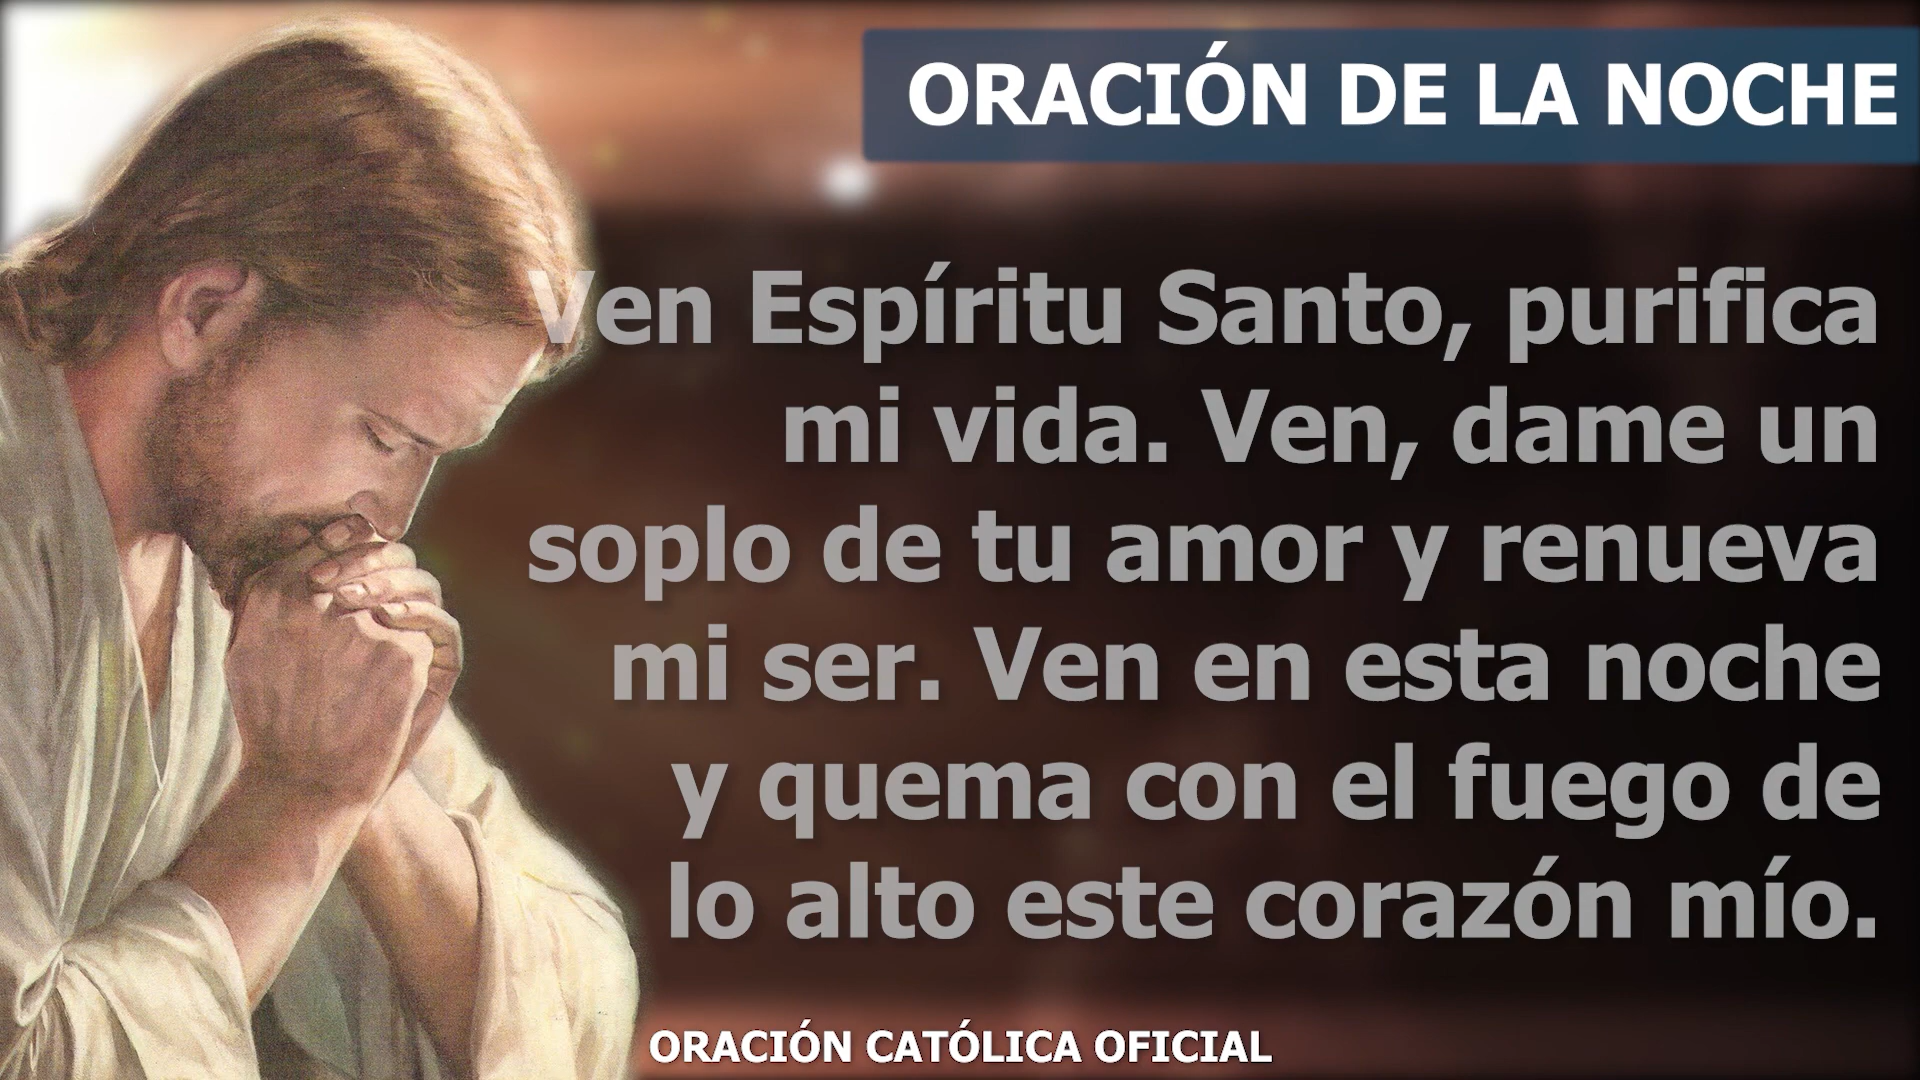 ORACIÓN DE LA NOCHE
Ven Espíritu Santo, purifica
mi vida. Ven, dame un
soplo de tu amor y renueva
mi ser. Ven en esta noche
y quema con el fuego de
lo alto este corazón mío.
ORACIÓN CATÓLICA OFICIAL